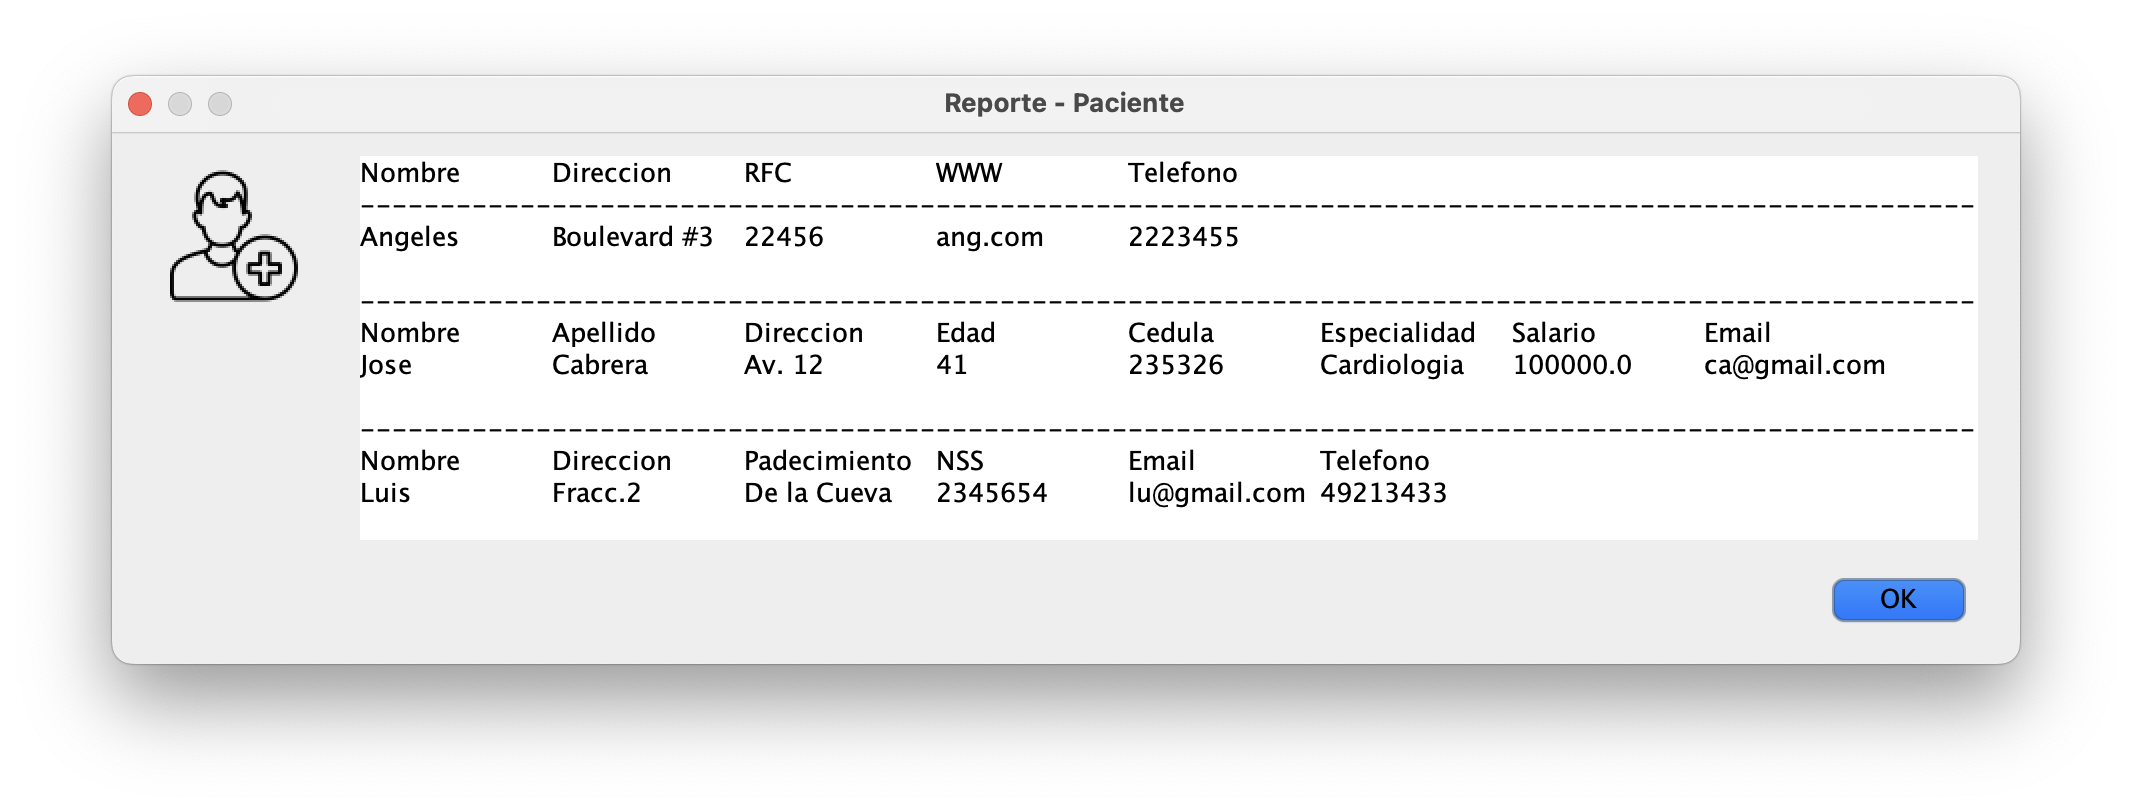 Reporte - Paciente
Nombre Direccion RFC WWW Telefono
-----------------------------------------------------------------------------------------------------
Angeles Boulevard #3 22456 ang.com 2223455
-----------------------------------------------------------------------------------------------------
Nombre Apellido Direccion Edad Cedula Especialidad Salario Email
Jose Cabrera Av. 12 41 235326 Cardiologia 100000.0 ca@gmail.com
-----------------------------------------------------------------------------------------------------
Nombre Direccion Padecimiento NSS Email Telefono
Luis Fracc.2 De la Cueva 2345654 lu@gmail.com 49213433
OK